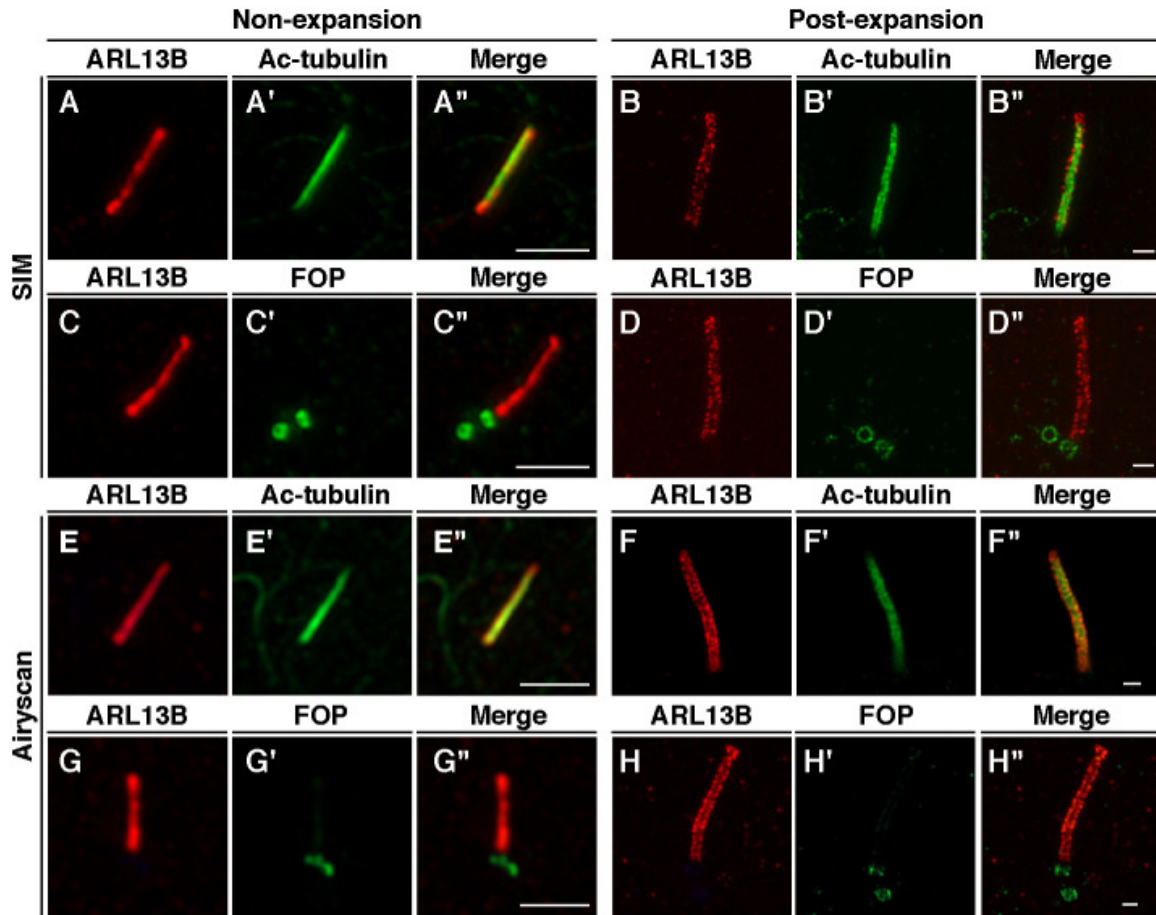 Non-expansion Post-expansion
ARL13B Ac-tubulin Merge ARL13B Ac-tubulin Merge
A A' A" B B' B"
SIM
ARL13B FOP Merge ARL13B FOP Merge
C C' C" D D' D"
ARL13B Ac-tubulin Merge ARL13B Ac-tubulin Merge
E E' E" F F' F"
Airyscan
ARL13B FOP Merge ARL13B FOP Merge
G G' G" H H' H"